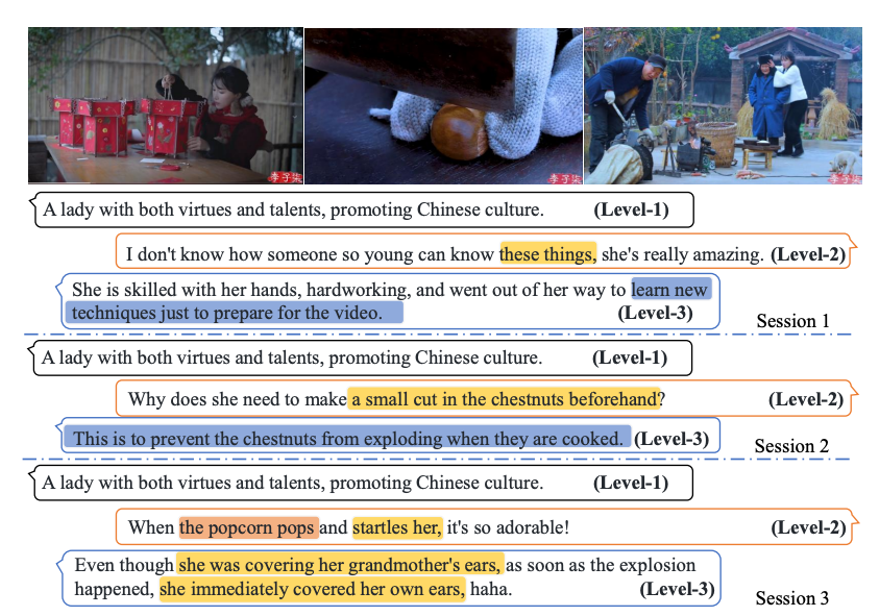 李子柒
李子柒
李子柒
A lady with both virtues and talents, promoting Chinese culture. (Level-1)
I don't know how someone so young can know these things, she's really amazing. (Level-2)
She is skilled with her hands, hardworking, and went out of her way to learn new
techniques just to prepare for the video. (Level-3)
Session 1
A lady with both virtues and talents, promoting Chinese culture. (Level-1)
Why does she need to make a small cut in the chestnuts beforehand? (Level-2)
This is to prevent the chestnuts from exploding when they are cooked. (Level-3)
Session 2
A lady with both virtues and talents, promoting Chinese culture. (Level-1)
When the popcorn pops and startles her, it's so adorable! (Level-2)
Even though she was covering her grandmother's ears, as soon as the explosion
happened, she immediately covered her own ears, haha. (Level-3)
Session 3